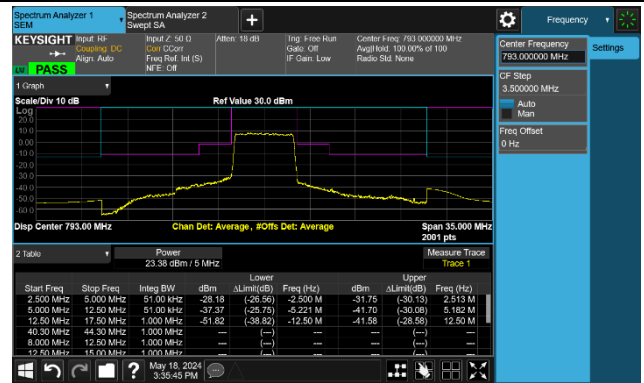 Spectrum Analyzer 1
SEM
Spectrum Analyzer 2
Swept SA
+
Frequency
KEYSIGHT
Input: RF
Coupling: DC
Align: Auto
Input Z: 50 Ω
Corr CCorr
Freq Ref: Int (S)
NFE: Off
Atten: 18 dB
Trig: Free Run
Gate: Off
IF Gain: Low
Center Freq: 793.000000 MHz
Avg|Hold: 100.00% of 100
Radio Std: None
PASS
Center Frequency
793.000000 MHz
Settings
CF Step
3.500000 MHz
Auto
Man
Freq Offset
0 Hz
1 Graph
Scale/Div 10 dB
Ref Value 30.0 dBm
Log
20.0
10.0
0.00
-10.0
-20.0
-30.0
-40.0
-50.0
-60.0
Disp Center 793.00 MHz
Chan Det: Average , #Offs Det: Average
Span 35.000 MHz
2001 pts
2 Table
Power
23.38 dBm / 5 MHz
Measure Trace
Trace 1
Lower
Upper
Start Freq Stop Freq Integ BW dBm ΔLimit(dB) Freq (Hz) dBm ΔLimit(dB) Freq (Hz)
2.500 MHz 5.000 MHz 51.00 kHz -28.18 (-26.56) -2.500 M -31.75 (-30.13) 2.513 M
5.000 MHz 12.50 MHz 51.00 kHz -37.37 (-25.75) -5.221 M -41.70 (-30.08) 5.182 M
12.50 MHz 17.50 MHz 1.000 MHz -51.82 (-38.82) -12.50 M -41.58 (-28.58) 12.50 M
40.30 MHz 44.30 MHz 1.000 MHz --- (---) --- --- (---) ---
8.000 MHz 12.50 MHz 1.000 MHz --- (---) --- --- (---) ---
12.50 MHz 15.00 MHz 1.000 MHz --- (---) --- --- (---) ---
?
May 18, 2024
3:35:45 PM